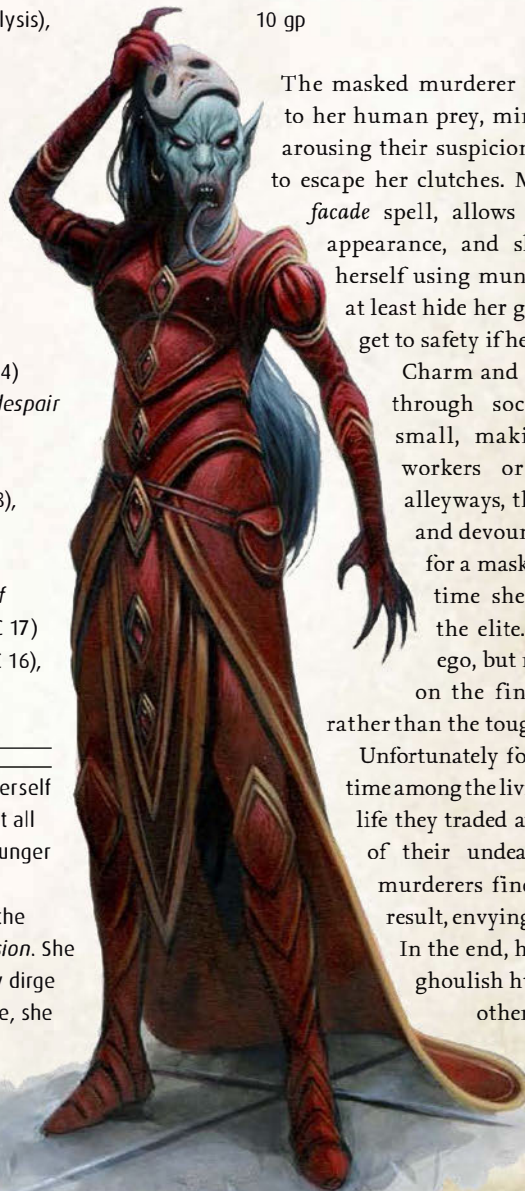 lysis),
4)
despair
8),
f
C 17)
C 16),
erself
t all
unger
the
sion. She
y dirge
e, she
10 gp
The masked murderer
to her human prey, min
arousing their suspicion
to escape her clutches. M
facade spell, allows
appearance, and sh
herself using mun
at least hide her g
get to safety if he
Charm and
through soc
small, maki
workers or
alleyways, th
and devour
for a mask
time she
the elite.
ego, but r
on the fin
rather than the toug
Unfortunately fo
time among the liv
life they traded a
of their undea
murderers find
result, envying
In the end, h
ghoulish hu
other